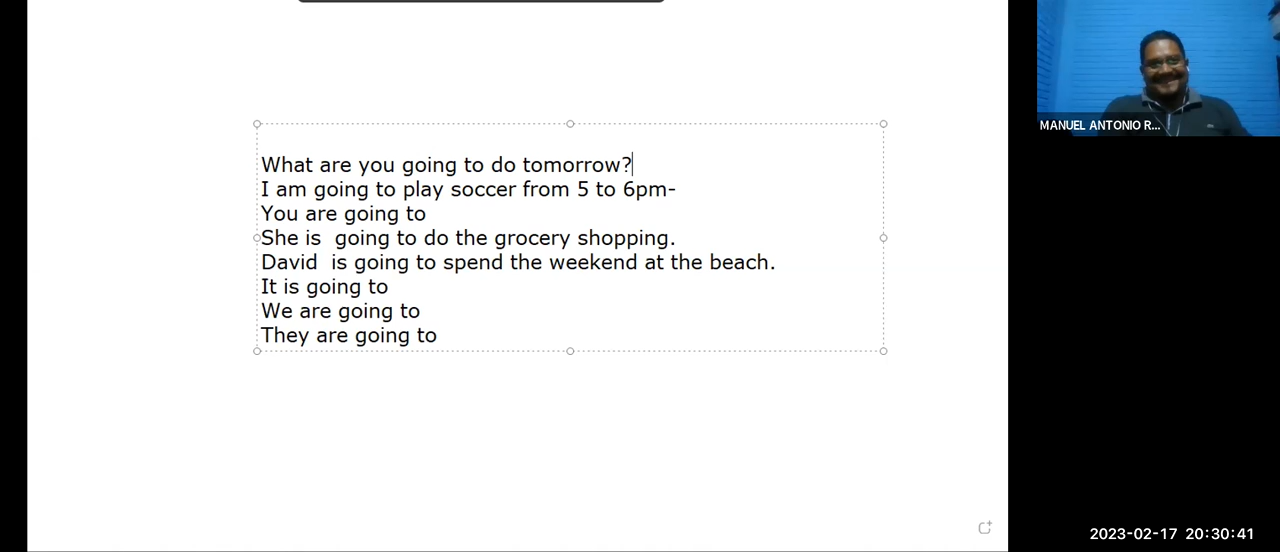 What are you going to do tomorrow?
I am going to play soccer from 5 to 6pm-
You are going to
She is  going to do the grocery shopping.
David  is going to spend the weekend at the beach.
It is going to
We are going to
They are going to
MANUEL ANTONIO R...
2023-02-17 20:30:41